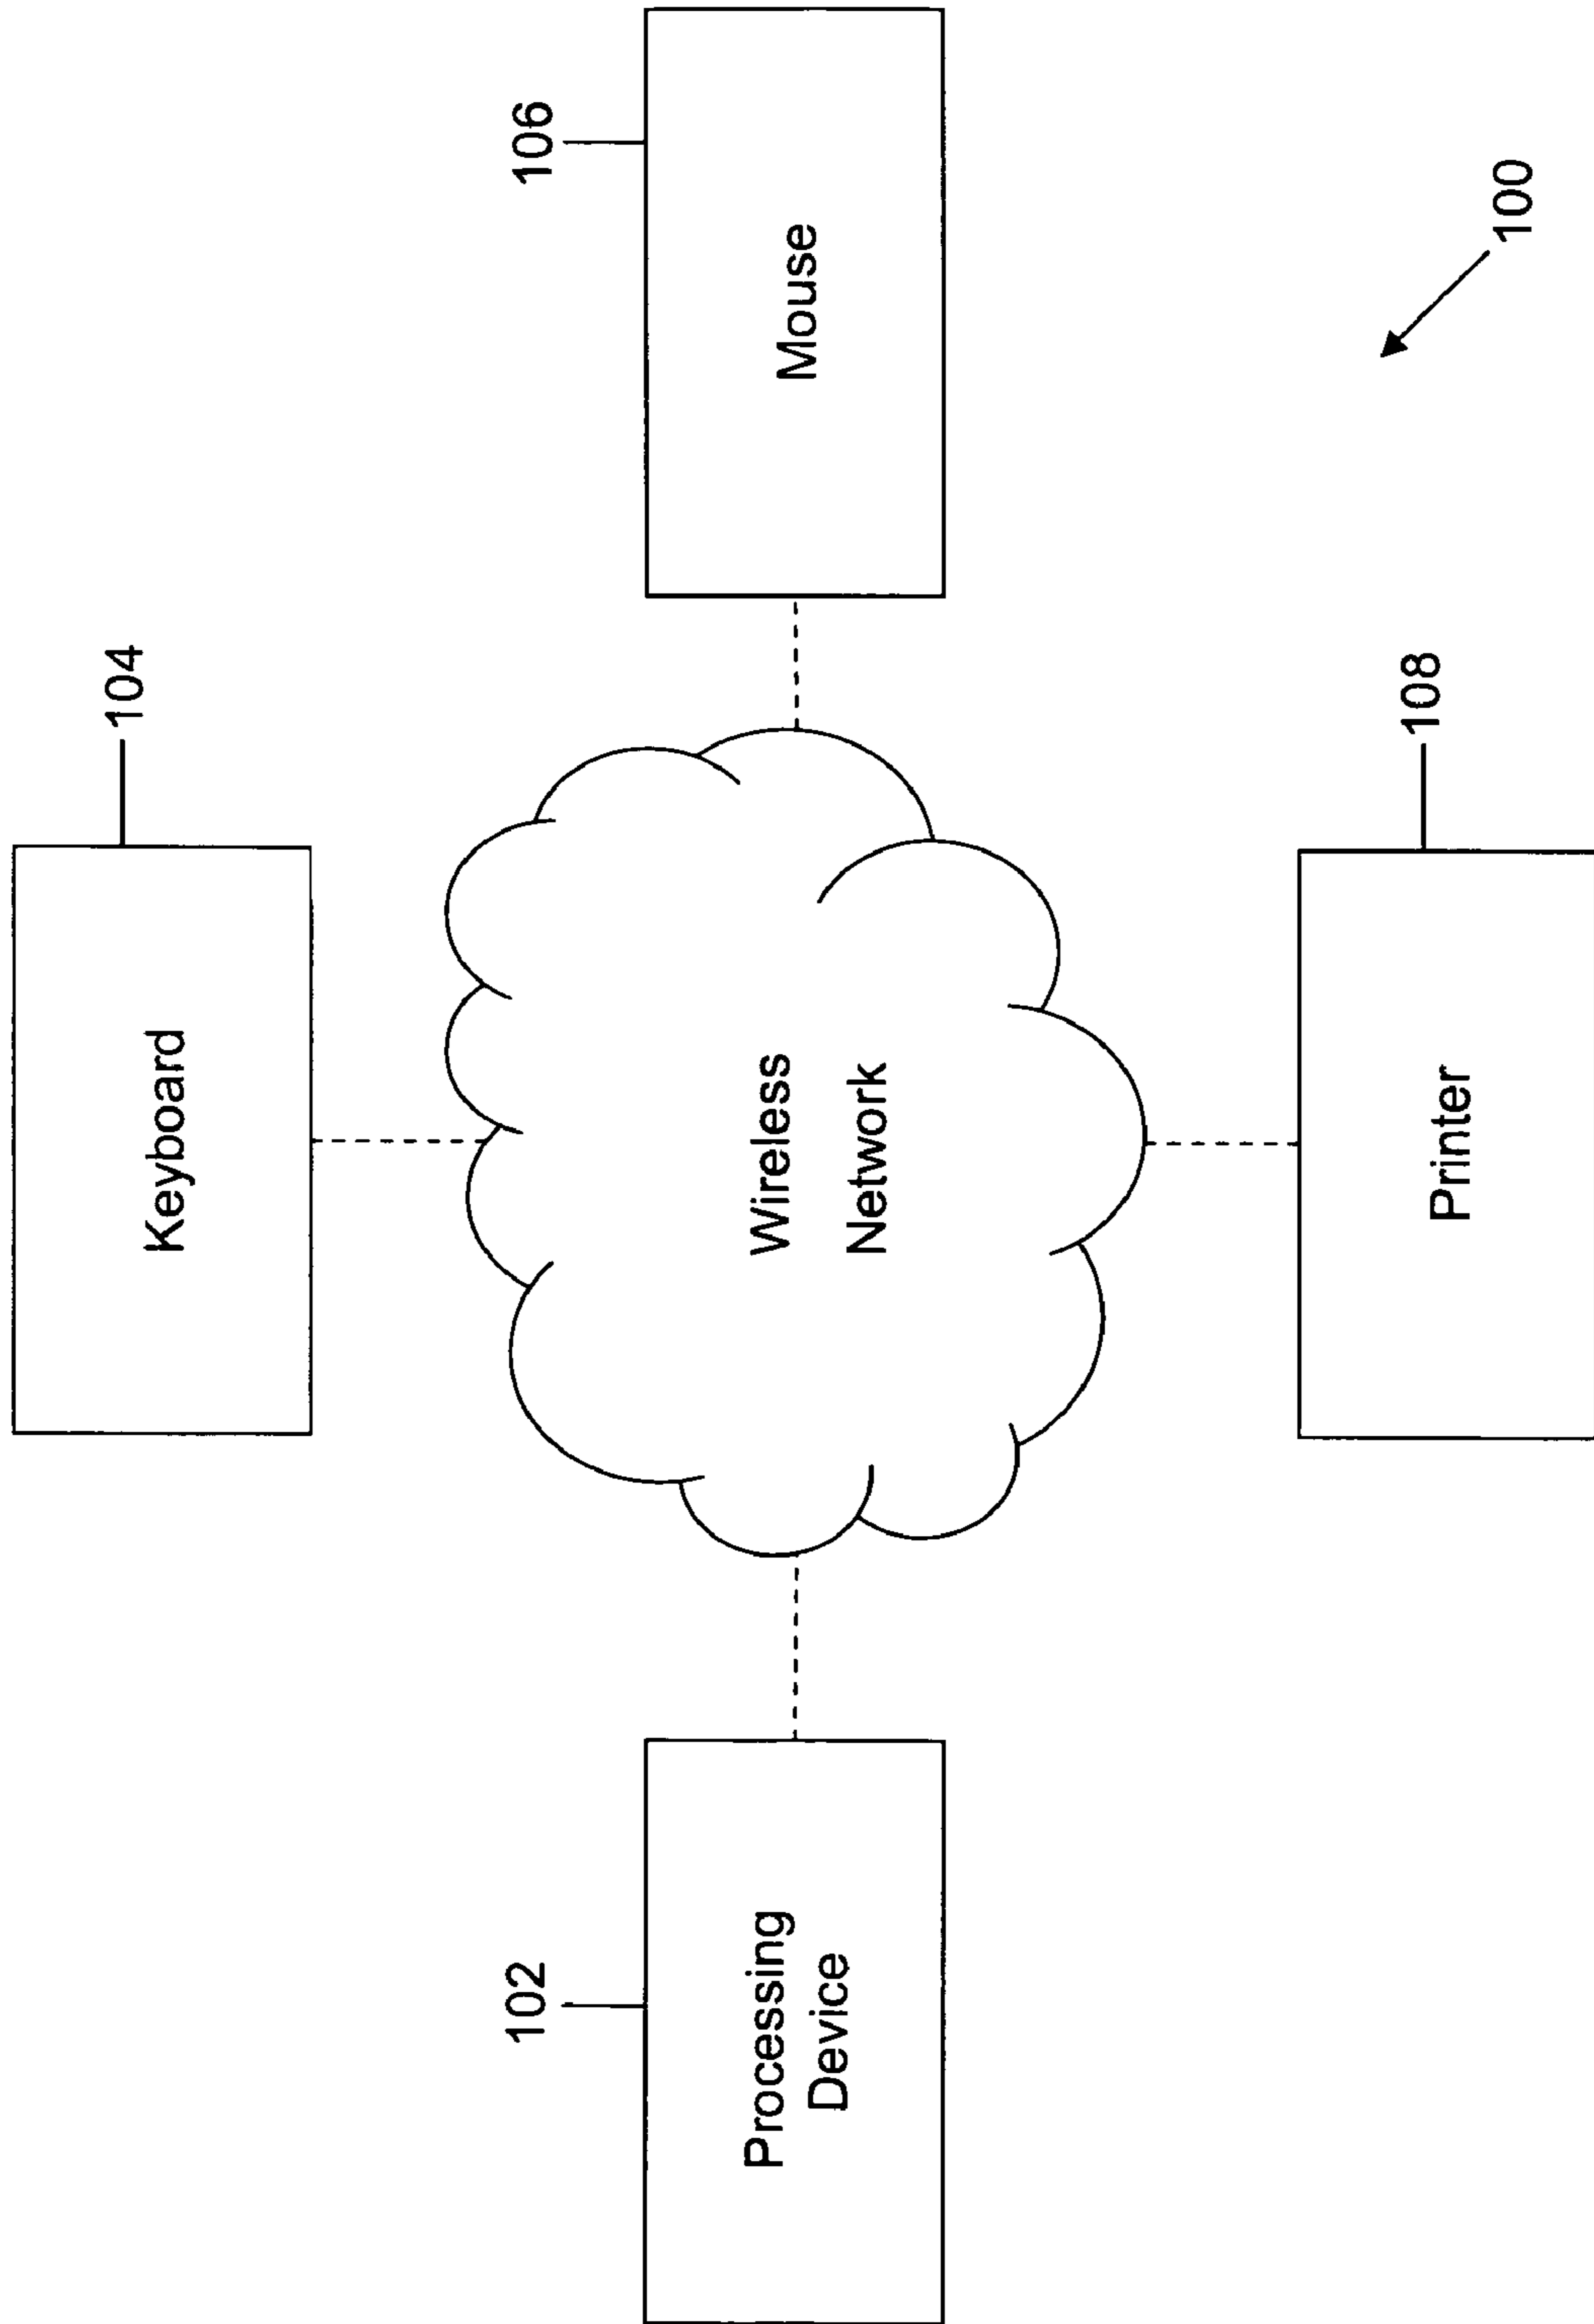 104
Keyboard
102
106
Processing
Device
Wireless
Network
Mouse
108
Printer
100